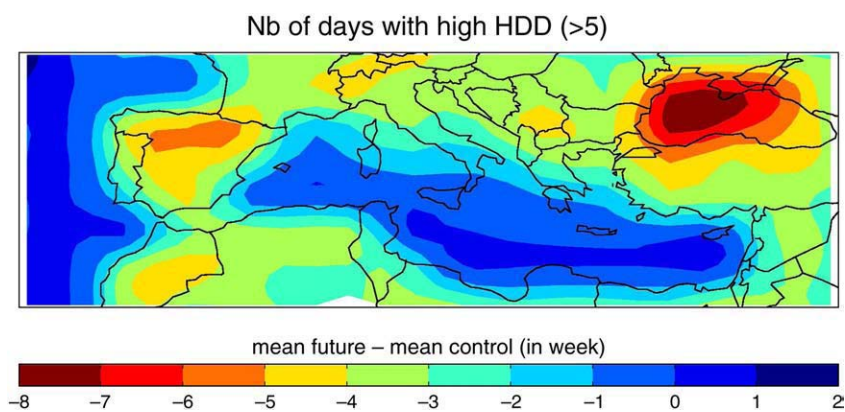 Nb of days with high HDD (>5)
mean future – mean control (in week)
–8 –7 –6 –5 –4 –3 –2 –1 0 1 2